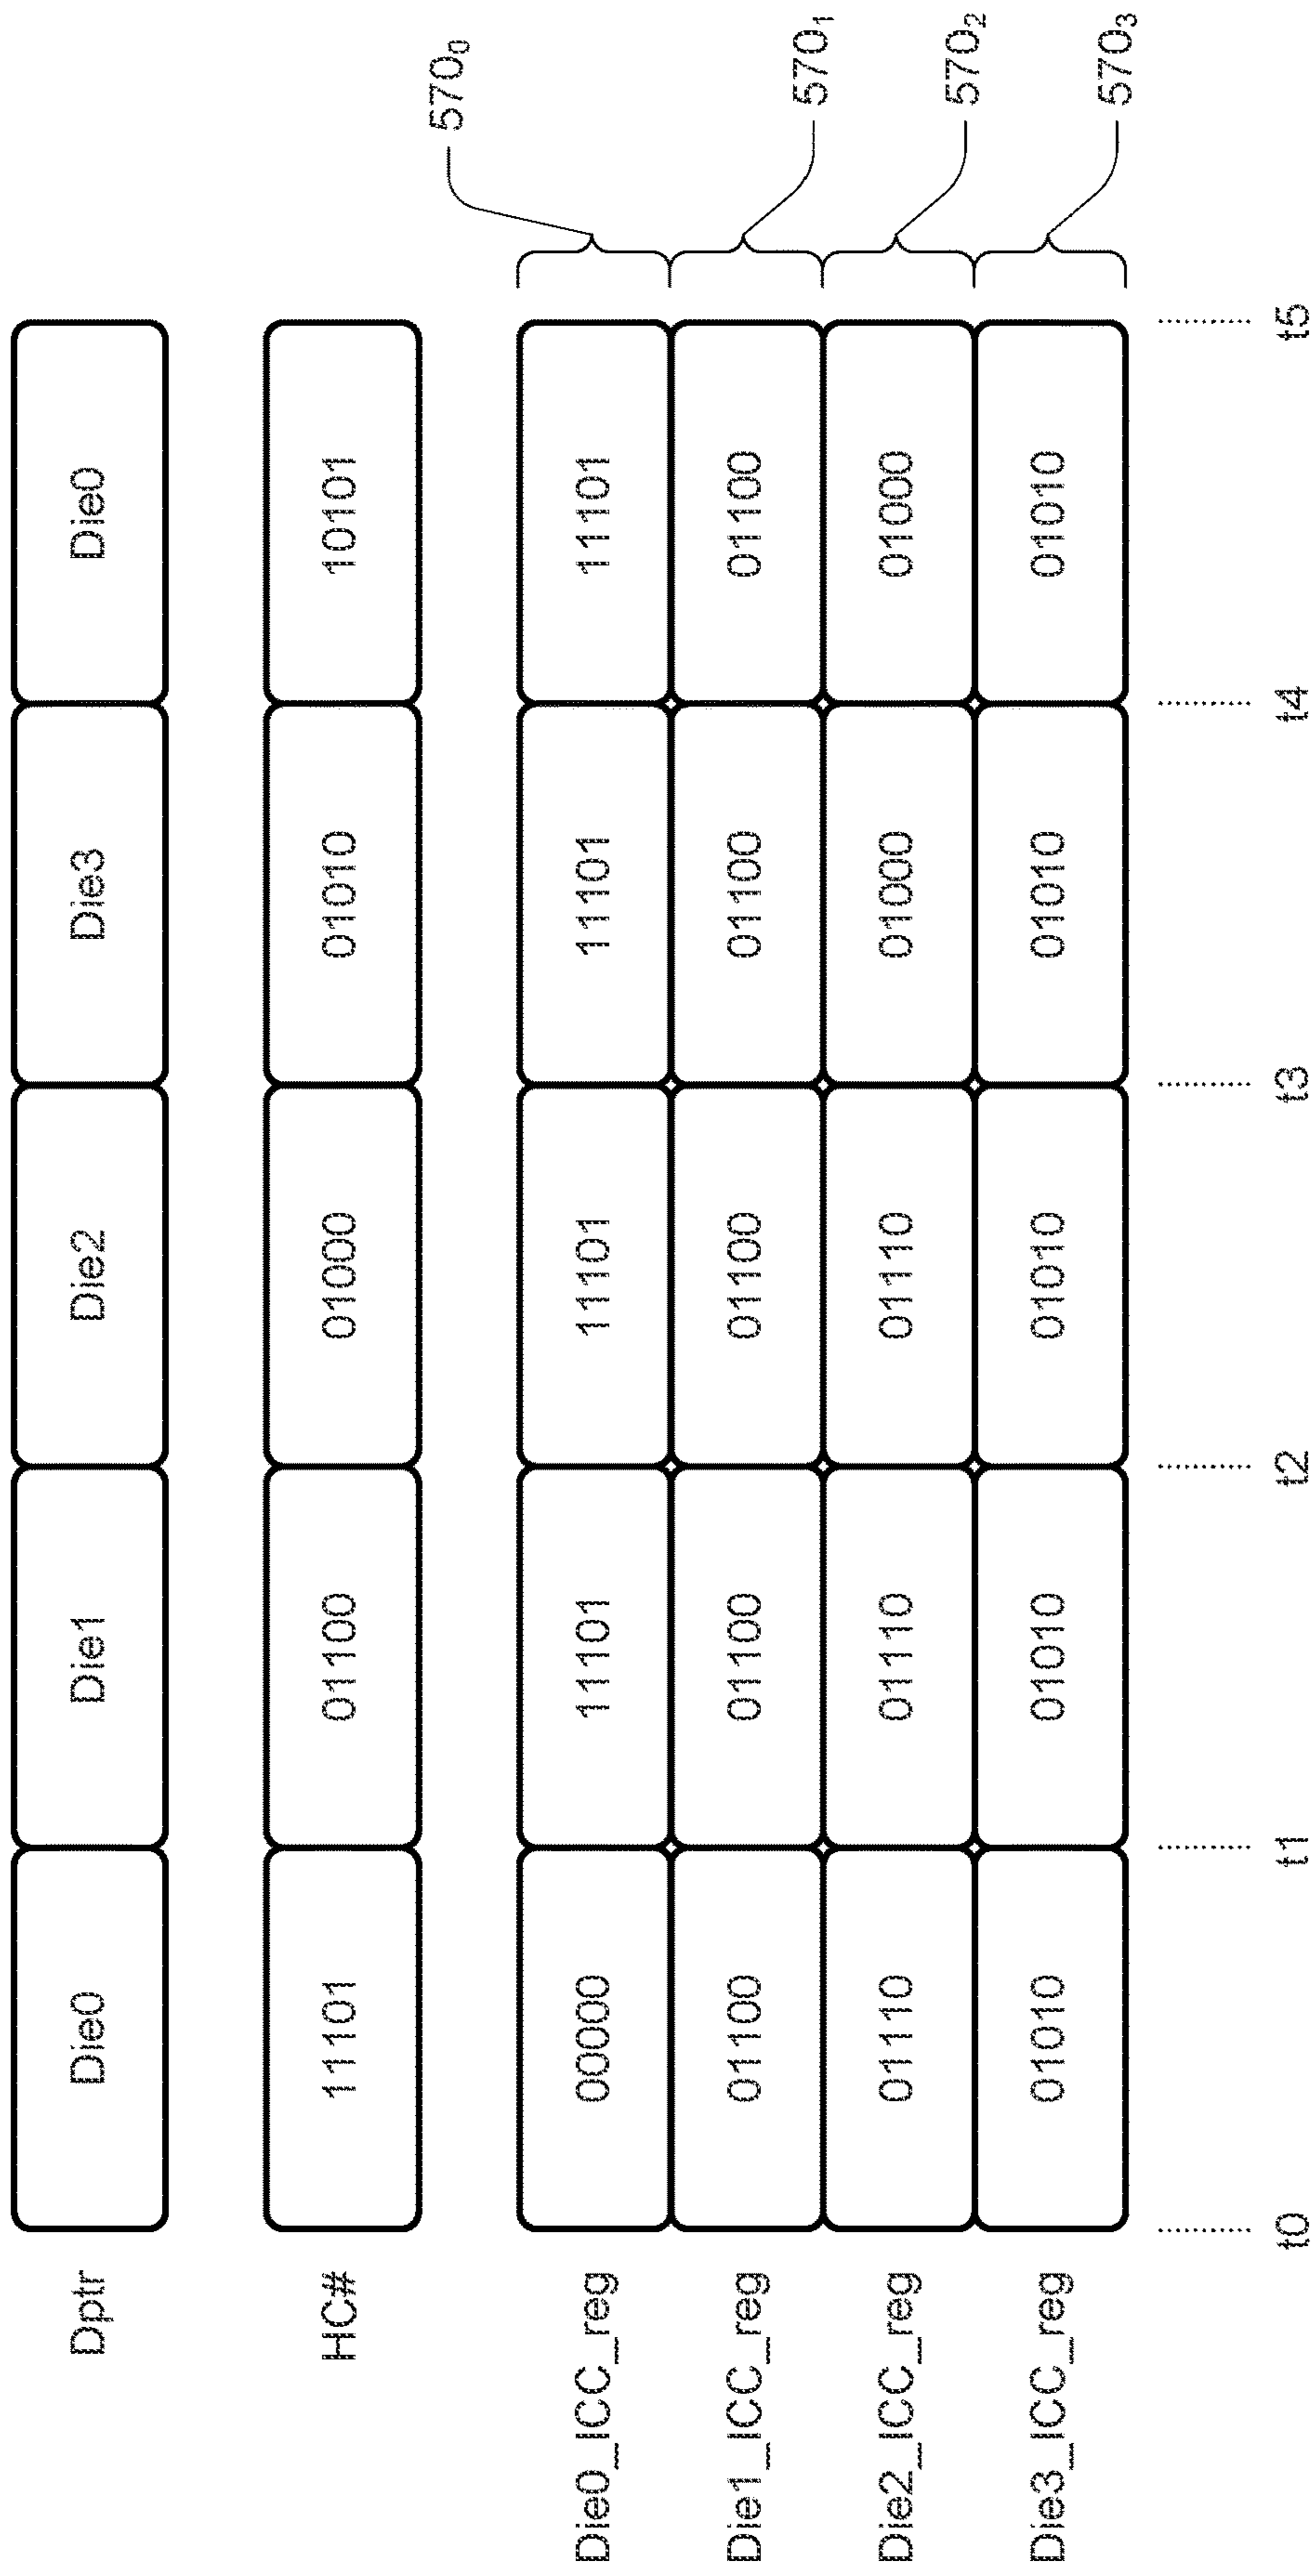 Dptr Die0 Die1 Die2 Die3 Die0
HC# 11101 01100 01000 01010 10101
570₀
Die0_ICC_reg 00000 11101 11101 11101 11101
570₁
Die1_ICC_reg 01100 01100 01100 01100 01100
570₂
Die2_ICC_reg 01110 01110 01110 01000 01000
570₃
Die3_ICC_reg 01010 01010 01010 01010 01010
t0 t1 t2 t3 t4 t5